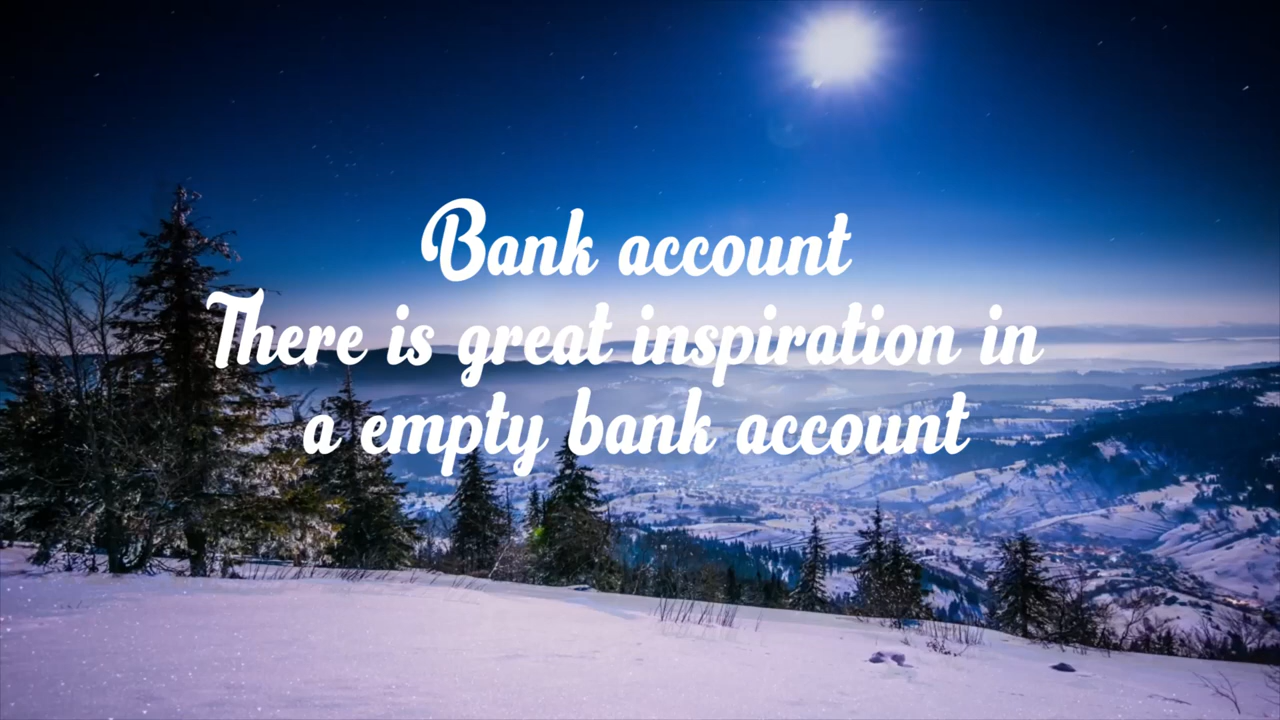 Bank account
There is great inspiration in
a empty bank account